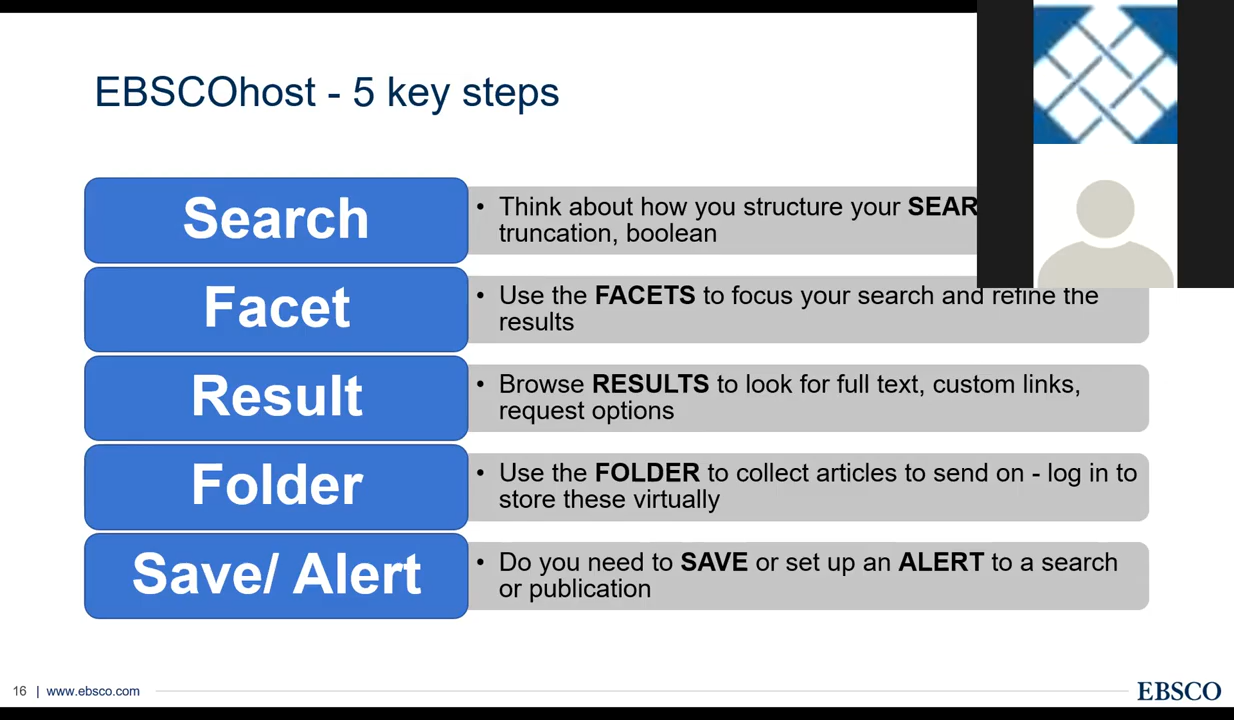 EBSCOhost - 5 key steps
Search
• Think about how you structure your
truncation, boolean
Facet
• Use the FACETS to focus your search and refine the
results
Result
• Browse RESULTS to look for full text, custom links,
request options
Folder
• Use the FOLDER to collect articles to send on - log in to
store these virtually
Save/ Alert
• Do you need to SAVE or set up an ALERT to a search
or publication
16 | www.ebsco.com
EBSCO